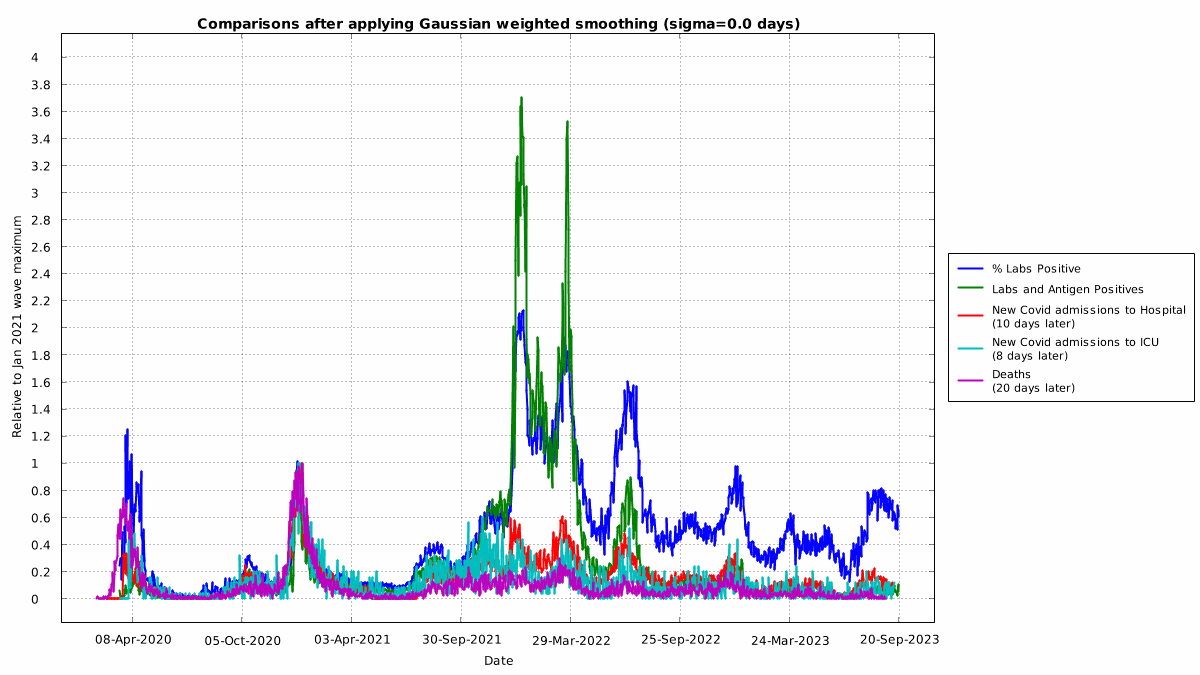 Comparisons after applying Gaussian weighted smoothing (sigma=0.0 days)
Relative to Jan 2021 wave maximum
4
3.8
3.6
3.4
3.2
3
2.8
2.6
2.4
2.2
2
1.8
1.6
1.4
1.2
1
0.8
0.6
0.4
0.2
0
08-Apr-2020 05-Oct-2020 03-Apr-2021 30-Sep-2021 29-Mar-2022 25-Sep-2022 24-Mar-2023 20-Sep-2023
Date
% Labs Positive
Labs and Antigen Positives
New Covid admissions to Hospital
(10 days later)
New Covid admissions to ICU
(8 days later)
Deaths
(20 days later)